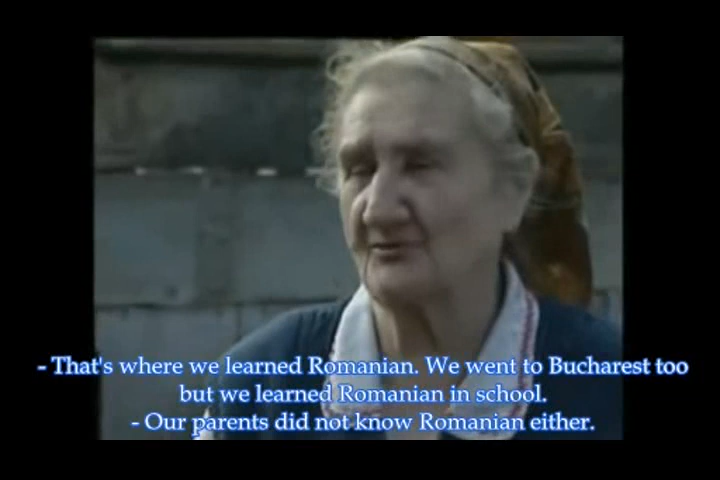 - That's where we learned Romanian. We went to Bucharest too
but we learned Romanian in school.
- Our parents did not know Romanian either.